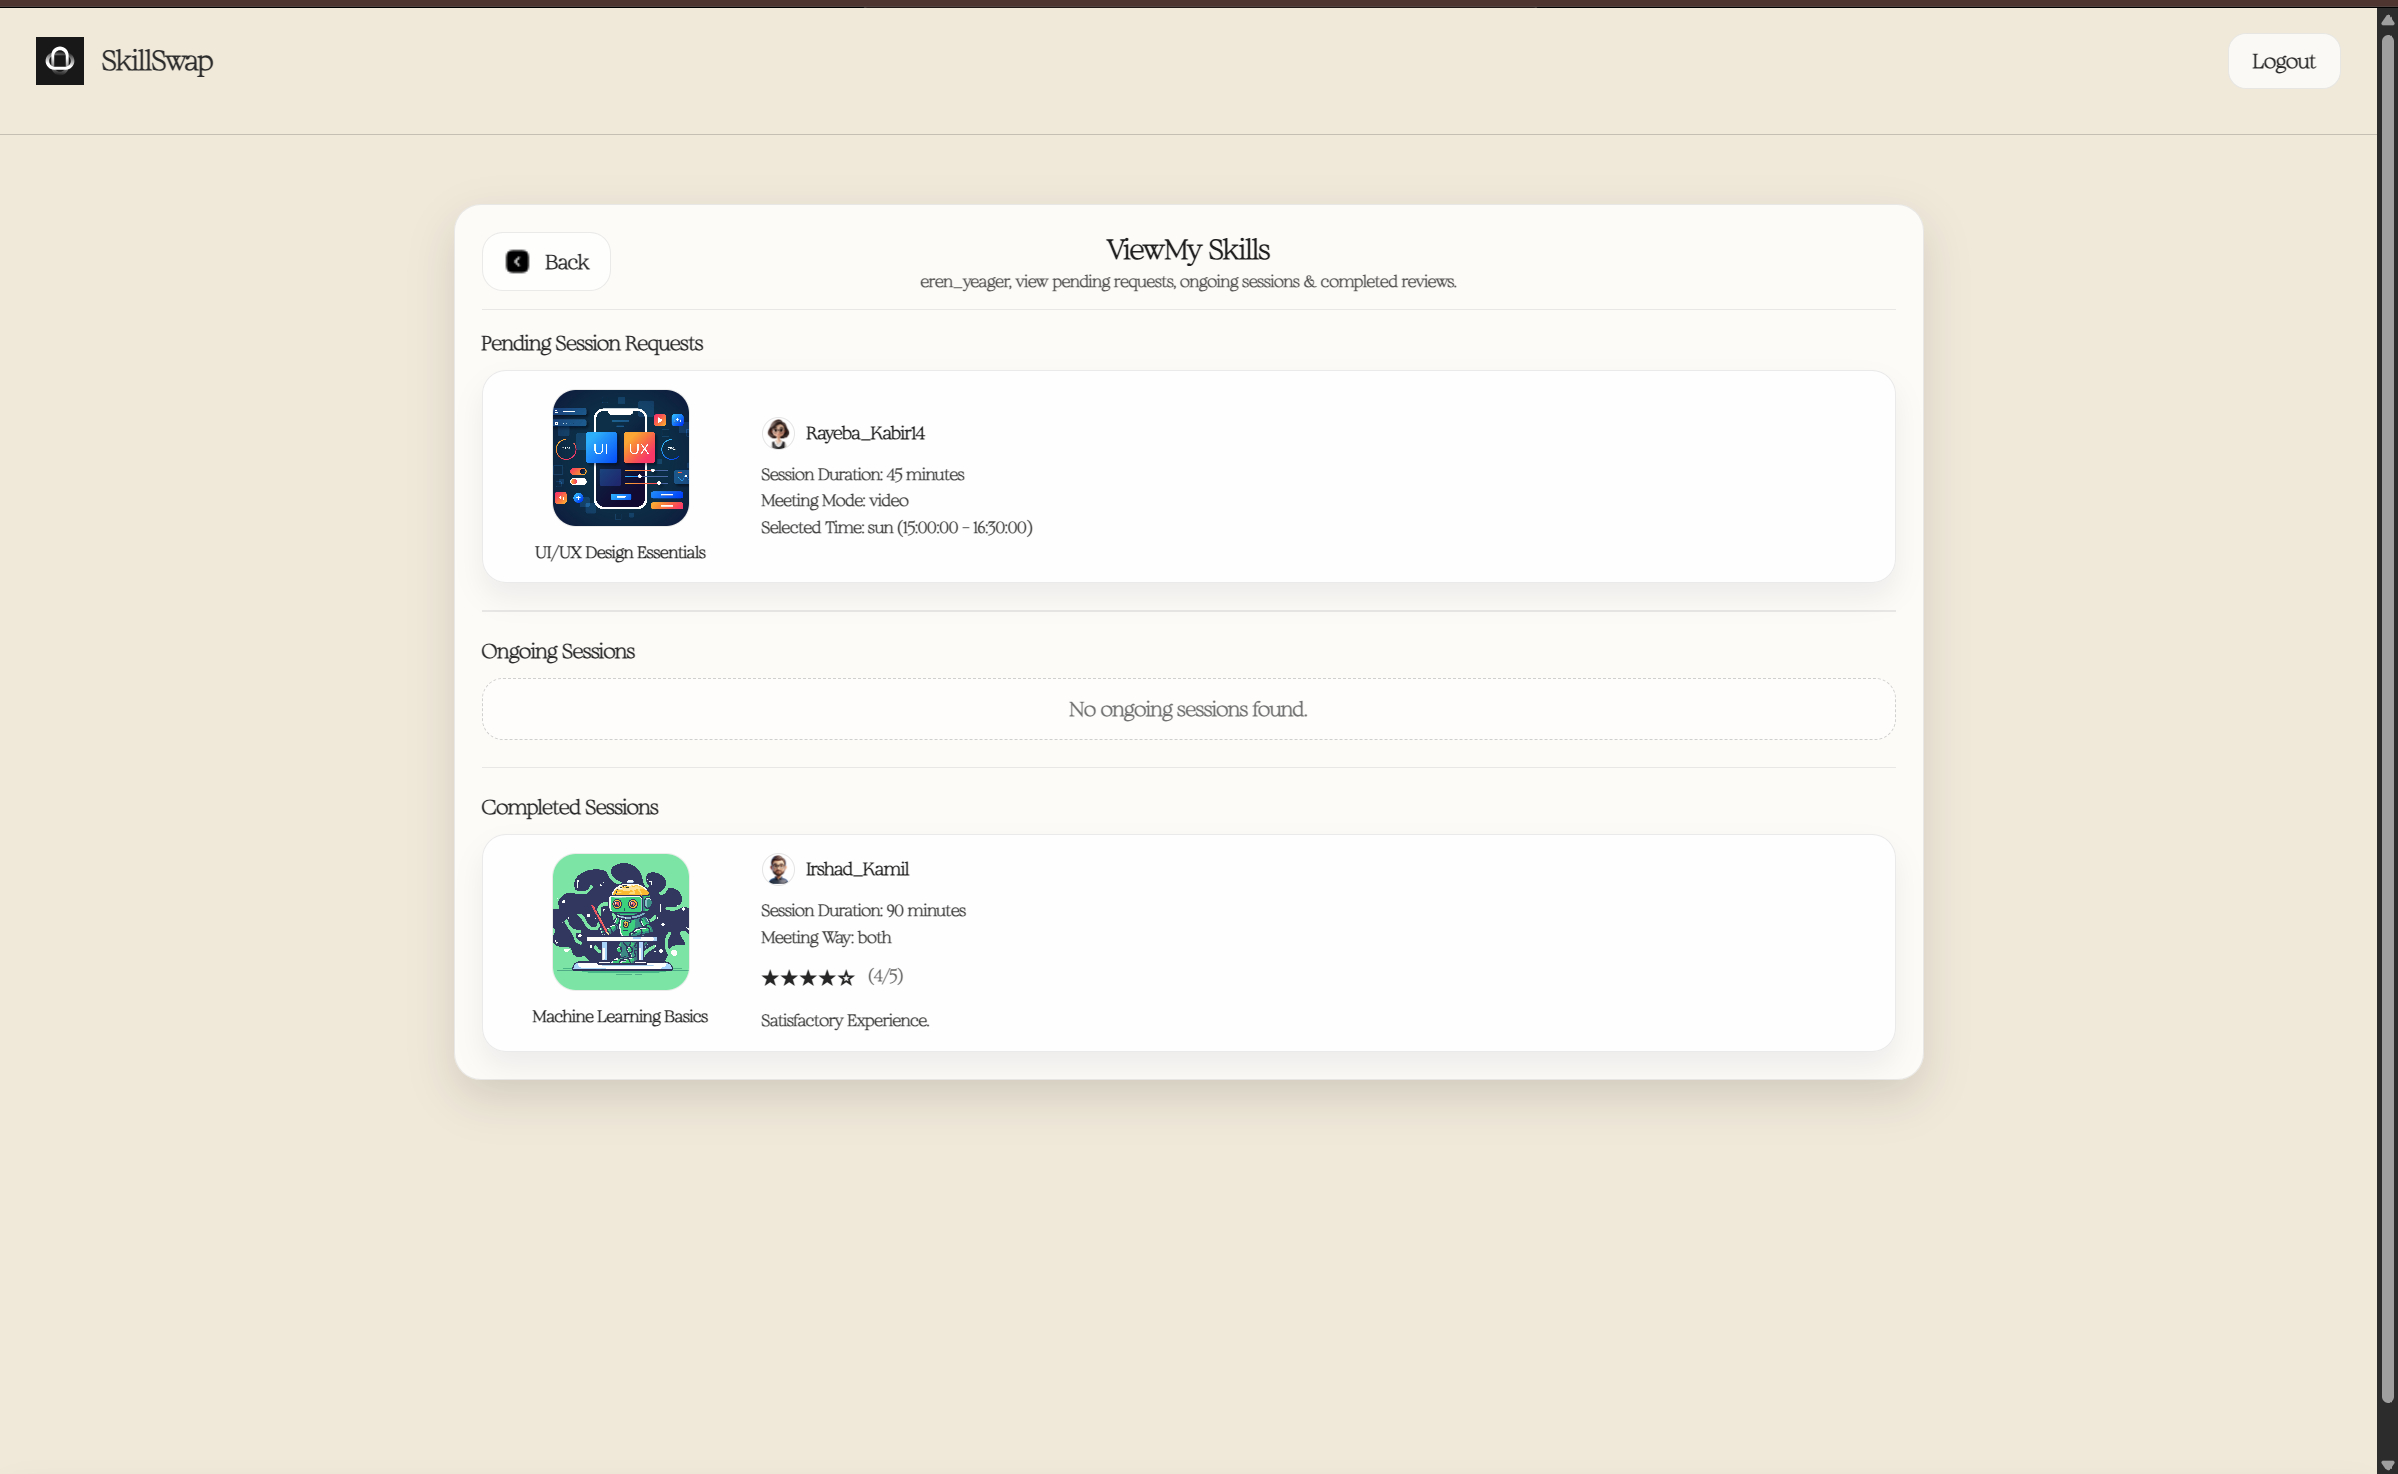 SkillSwap
Logout
Back
ViewMy Skills
eren_yeager, view pending requests, ongoing sessions & completed reviews.
Pending Session Requests
UI
UX
Rayeba_Kabir14
Session Duration: 45 minutes
Meeting Mode: video
Selected Time: sun (15:00:00 - 16:30:00)
UI/UX Design Essentials
Ongoing Sessions
No ongoing sessions found.
Completed Sessions
Irshad_Kamil
Session Duration: 90 minutes
Meeting Way: both
★★★★☆ (4/5)
Machine Learning Basics
Satisfactory Experience.